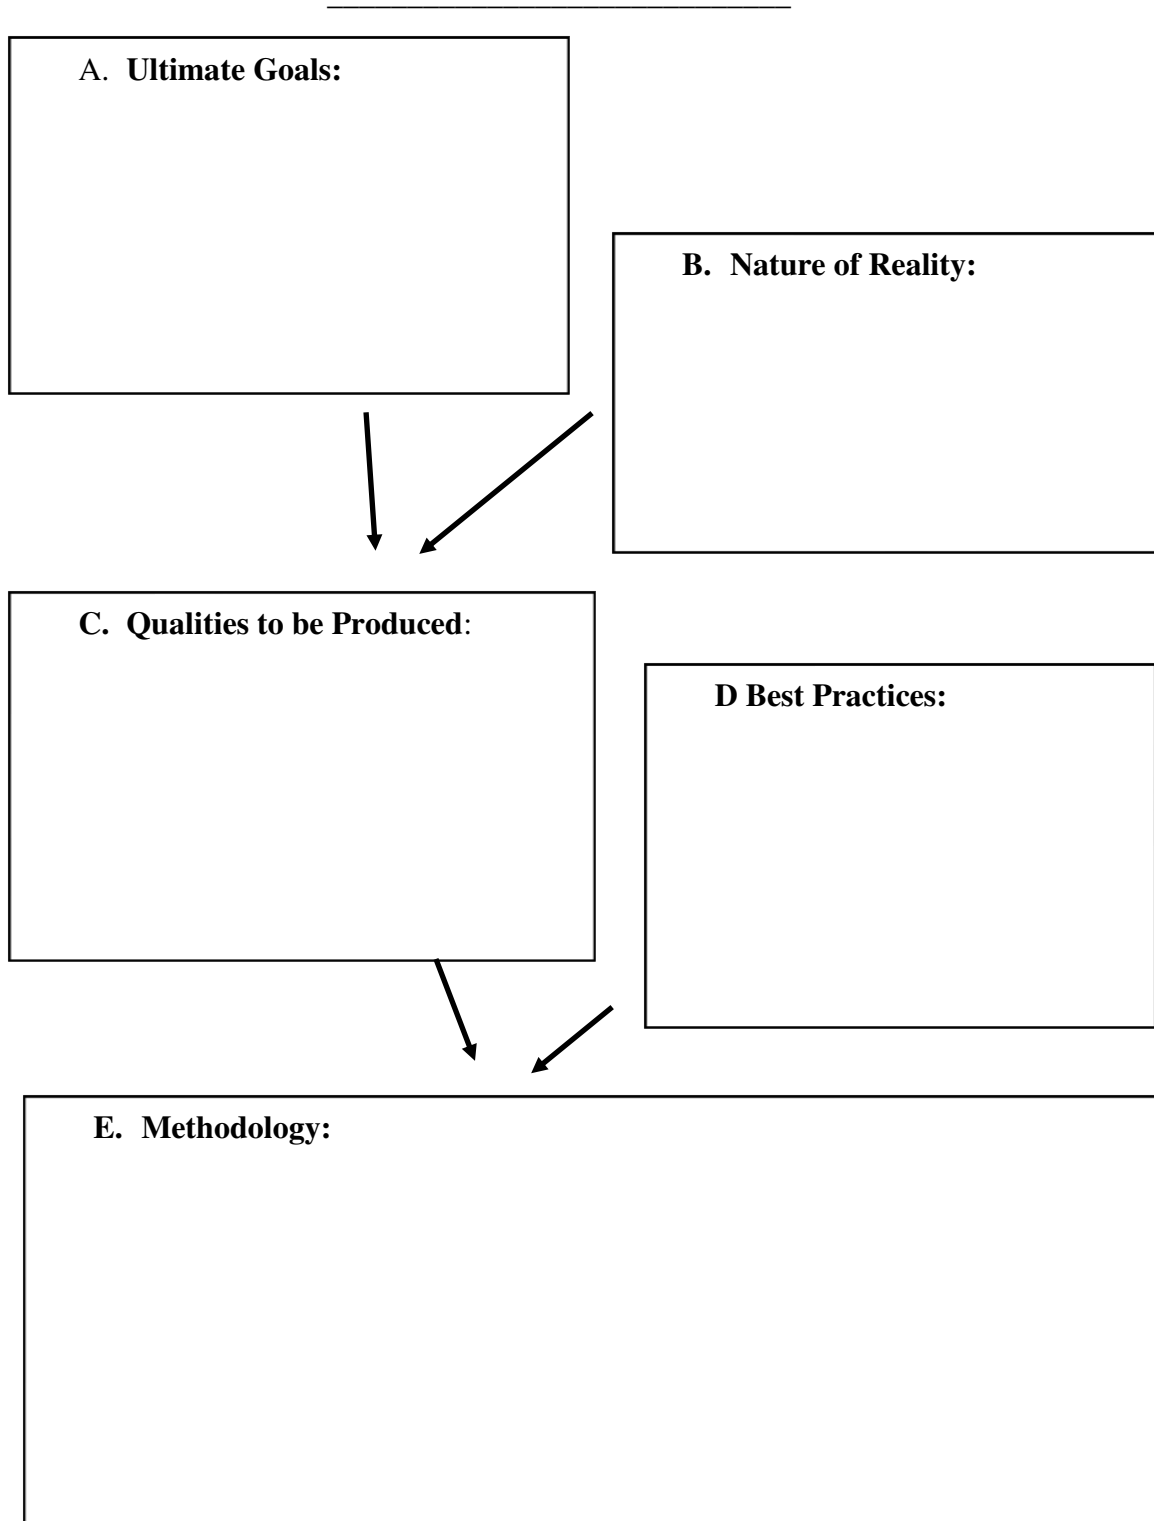 A. Ultimate Goals:
B. Nature of Reality:
C. Qualities to be Produced:
D Best Practices:
E. Methodology: